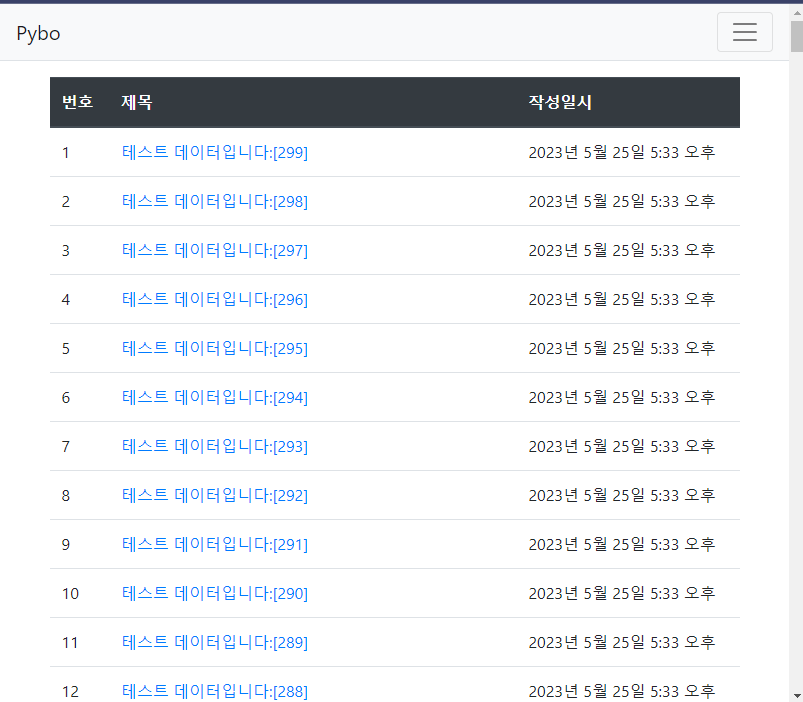 Pybo
번호 제목 작성일시
1 테스트 데이터입니다:[299] 2023년 5월 25일 5:33 오후
2 테스트 데이터입니다:[298] 2023년 5월 25일 5:33 오후
3 테스트 데이터입니다:[297] 2023년 5월 25일 5:33 오후
4 테스트 데이터입니다:[296] 2023년 5월 25일 5:33 오후
5 테스트 데이터입니다:[295] 2023년 5월 25일 5:33 오후
6 테스트 데이터입니다:[294] 2023년 5월 25일 5:33 오후
7 테스트 데이터입니다:[293] 2023년 5월 25일 5:33 오후
8 테스트 데이터입니다:[292] 2023년 5월 25일 5:33 오후
9 테스트 데이터입니다:[291] 2023년 5월 25일 5:33 오후
10 테스트 데이터입니다:[290] 2023년 5월 25일 5:33 오후
11 테스트 데이터입니다:[289] 2023년 5월 25일 5:33 오후
12 테스트 데이터입니다:[288] 2023년 5월 25일 5:33 오후